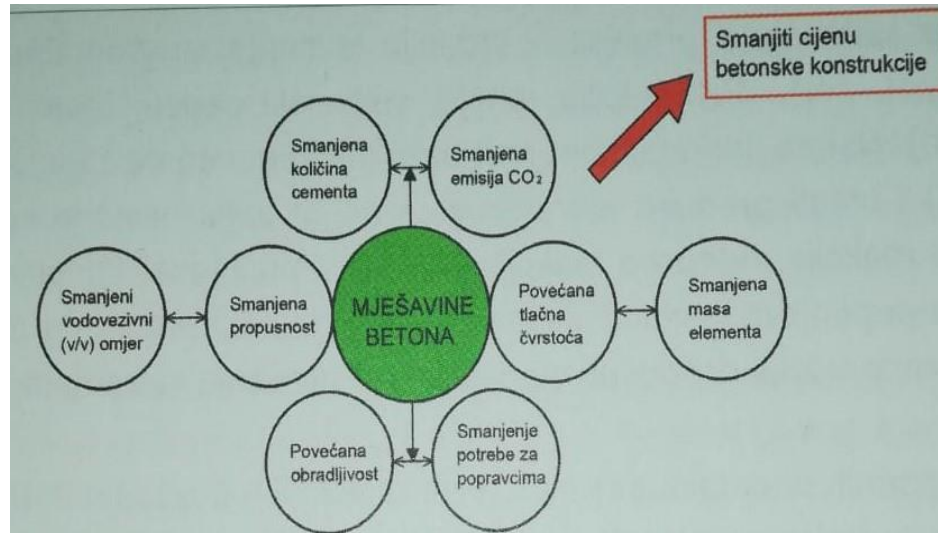 Smanjiti cijenu
betonske konstrukcije
Smanjena
količina
cementa
Smanjena
emisija CO₂
Smanjeni
vodovezivni
(v/v) omjer
Smanjena
propusnost
MJEŠAVINE
BETONA
Povećana
tlačna
čvrstoća
Smanjena
masa
elementa
Povećana
obradljivost
Smanjenje
potrebe za
popravcima